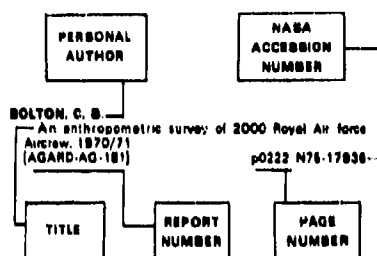 PERSONAL
AUTHOR
NASA
ACCESSION
NUMBER
BOLTON, C. B.
An anthropometric survey of 2000 Royal Air force
Aircrew, 1970/71
(AGARD-AG-181)
p0222 N75-17936
TITLE
REPORT
NUMBER
PAGE
NUMBER